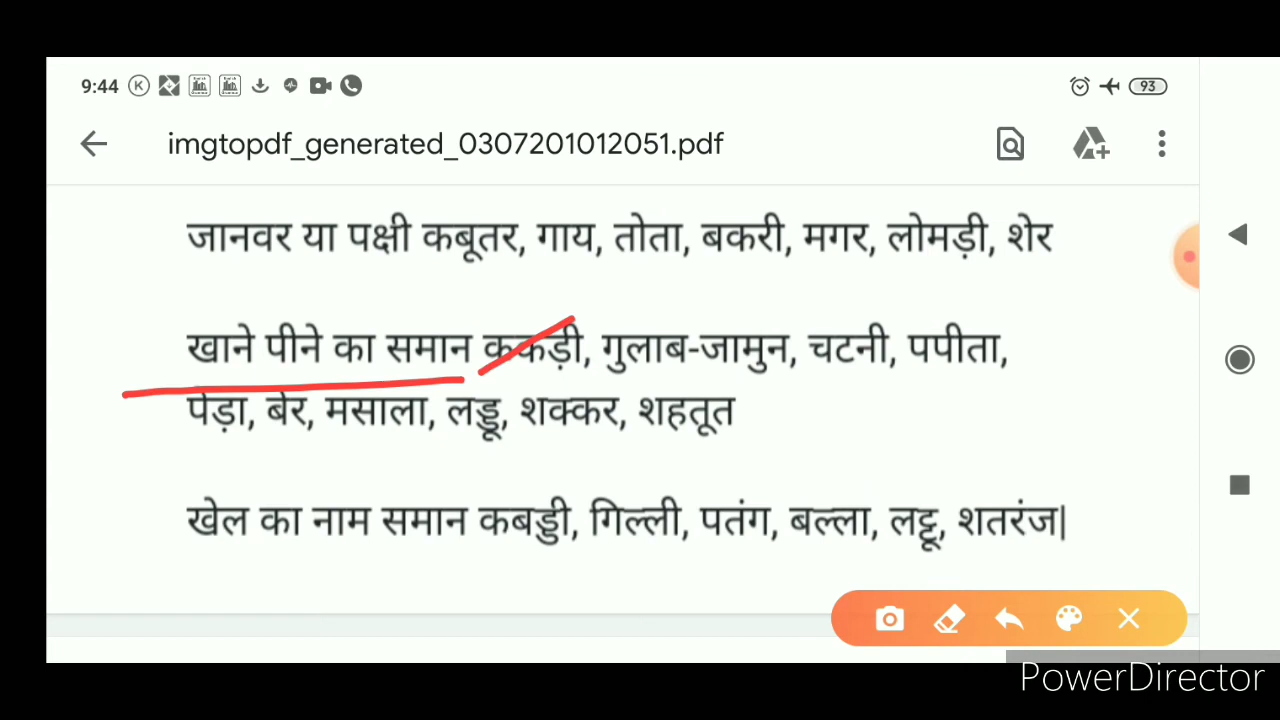 9:44 93
imgtopdf_generated_0307201012051.pdf
जानवर या पक्षी कबूतर, गाय, तोता, बकरी, मगर, लोमड़ी, शेर
खाने पीने का समान ककड़ी, गुलाब-जामुन, चटनी, पपीता,
पेड़ा, बेर, मसाला, लड्डू, शक्कर, शहतूत
खेल का नाम समान कबड्डी, गिल्ली, पतंग, बल्ला, लट्टू, शतरंज|
PowerDirector